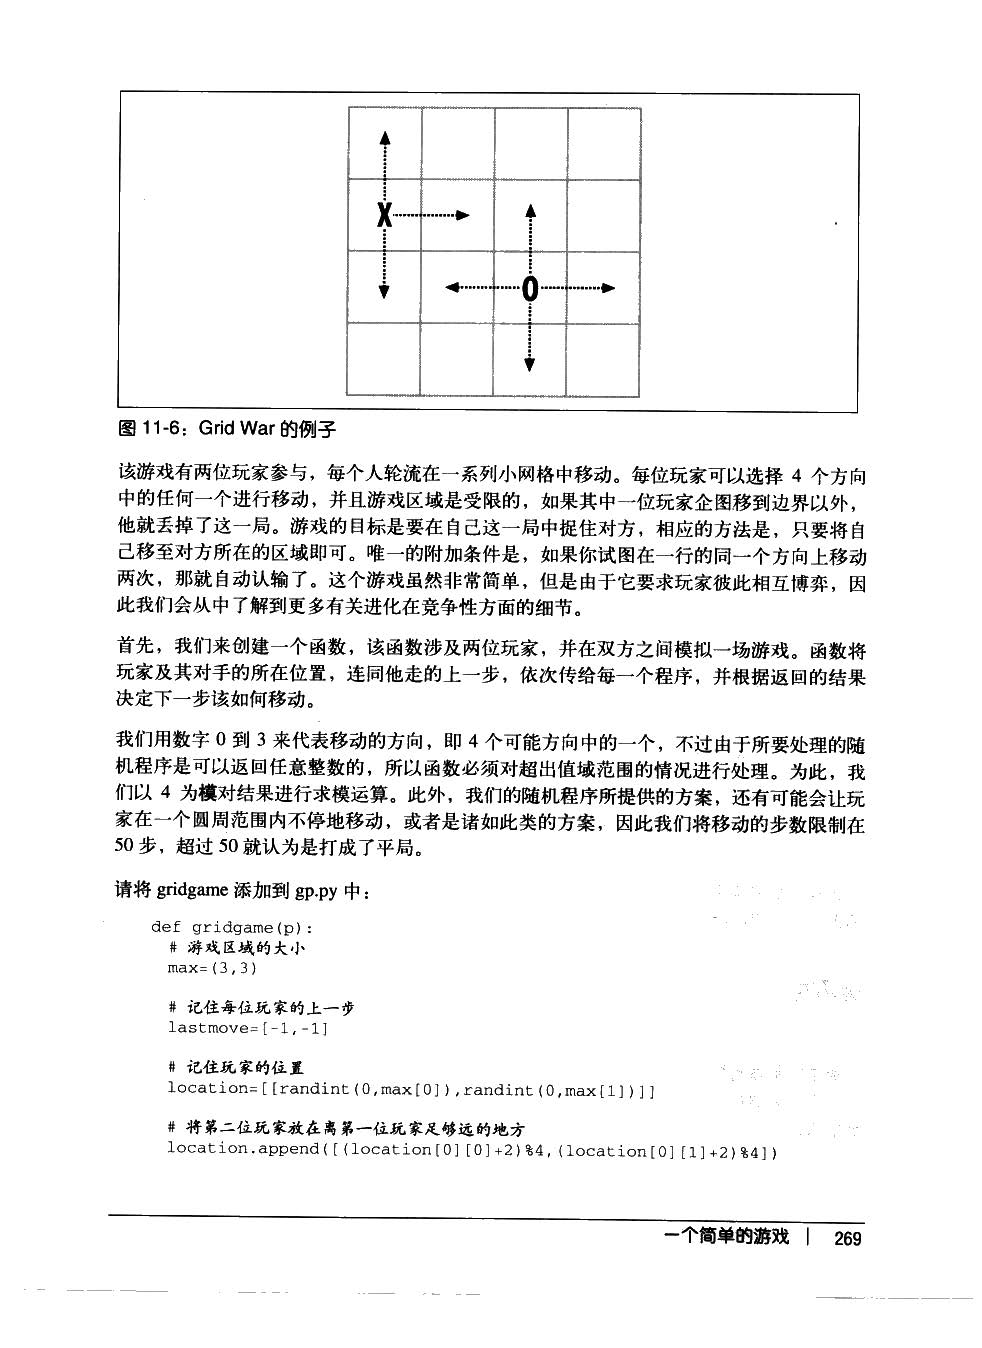 X
O
图 11-6：Grid War 的例子
该游戏有两位玩家参与，每个人轮流在一系列小网格中移动。每位玩家可以选择 4 个方向
中的任何一个进行移动，并且游戏区域是受限的，如果其中一位玩家企图移到边界以外，
他就丢掉了这一局。游戏的目标是要在自己这一局中捉住对方，相应的方法是，只要将自
己移至对方所在的区域即可。唯一的附加条件是，如果你试图在一行的同一个方向上移动
两次，那就自动认输了。这个游戏虽然非常简单，但是由于它要求玩家彼此相互博弈，因
此我们会从中了解到更多有关进化在竞争性方面的细节。
首先，我们来创建一个函数，该函数涉及两位玩家，并在双方之间模拟一场游戏。函数将
玩家及其对手的所在位置，连同他走的上一步，依次传给每一个程序，并根据返回的结果
决定下一步该如何移动。
我们用数字 0 到 3 来代表移动的方向，即 4 个可能方向中的一个，不过由于所要处理的随
机程序是可以返回任意整数的，所以函数必须对超出值域范围的情况进行处理。为此，我
们以 4 为模对结果进行求模运算。此外，我们的随机程序所提供的方案，还有可能会让玩
家在一个圆周范围内不停地移动，或者是诸如此类的方案，因此我们将移动的步数限制在
50 步，超过 50 就认为是打成了平局。
请将 gridgame 添加到 gp.py 中：
def gridgame(p):
# 游戏区域的大小
max=(3,3)
# 记住每位玩家的上一步
lastmove=[-1,-1]
# 记住玩家的位置
location=[[randint(0,max[0]),randint(0,max[1])]]
# 将第二位玩家放在离第一位玩家足够远的地方
location.append([(location[0][0]+2)%4,(location[0][1]+2)%4])
一个简单的游戏 | 269